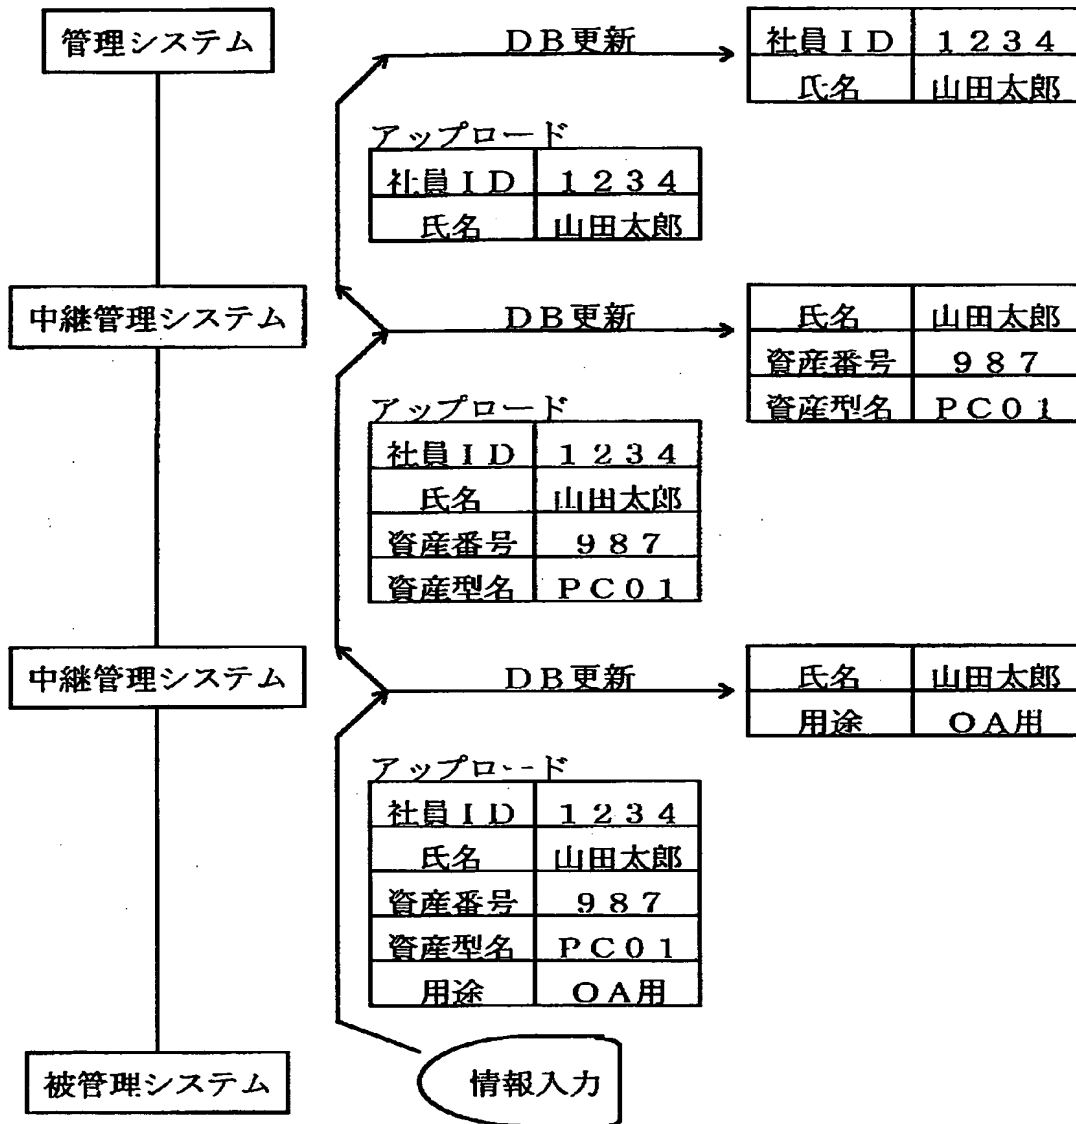 管理システム
DB更新
社員ID 1234
氏名 山田太郎
アップロード
社員ID 1234
氏名 山田太郎
中継管理システム
DB更新
氏名 山田太郎
資産番号 987
資産型名 PC01
アップロード
社員ID 1234
氏名 山田太郎
資産番号 987
資産型名 PC01
中継管理システム
DB更新
氏名 山田太郎
用途 OA用
アップロード
社員ID 1234
氏名 山田太郎
資産番号 987
資産型名 PC01
用途 OA用
被管理システム
情報入力